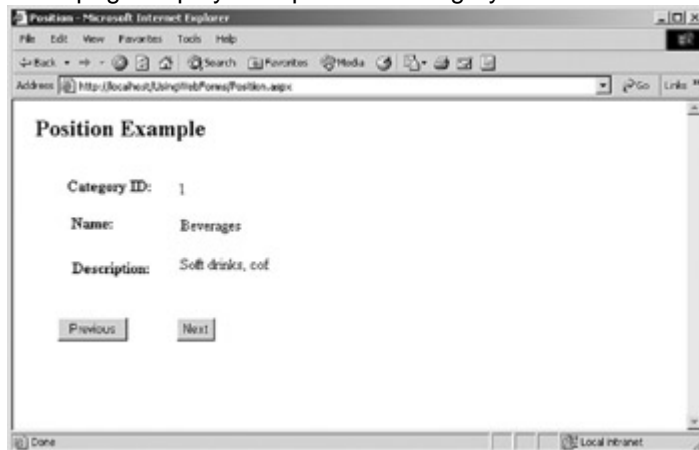 Position - Microsoft Internet Explorer
File Edit View Favorites Tools Help
Back Search Favorites Media
Address http://localhost/UsingWebForms/Position.aspx Go Links
Position Example
Category ID: 1
Name: Beverages
Description: Soft drinks, cof
Previous Next
Done Local intranet